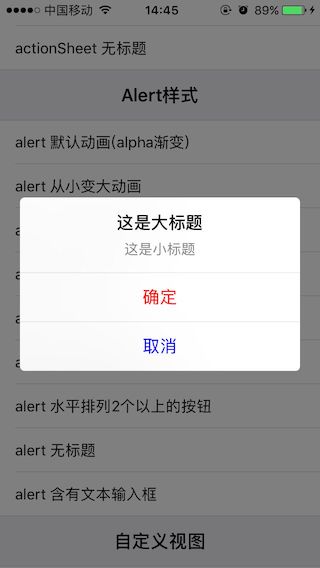 中国移动 14:45 89%
actionSheet 无标题
Alert样式
alert 默认动画(alpha渐变)
alert 从小变大动画
这是大标题
这是小标题
确定
取消
alert 水平排列2个以上的按钮
alert 无标题
alert 含有文本输入框
自定义视图